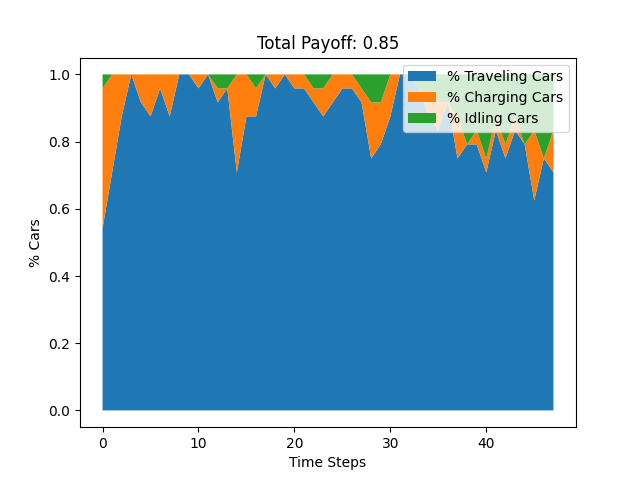 Total Payoff: 0.85
% Traveling Cars
% Charging Cars
% Idling Cars
1.0
0.8
0.6
0.4
0.2
0.0
% Cars
0
10
20
30
40
Time Steps